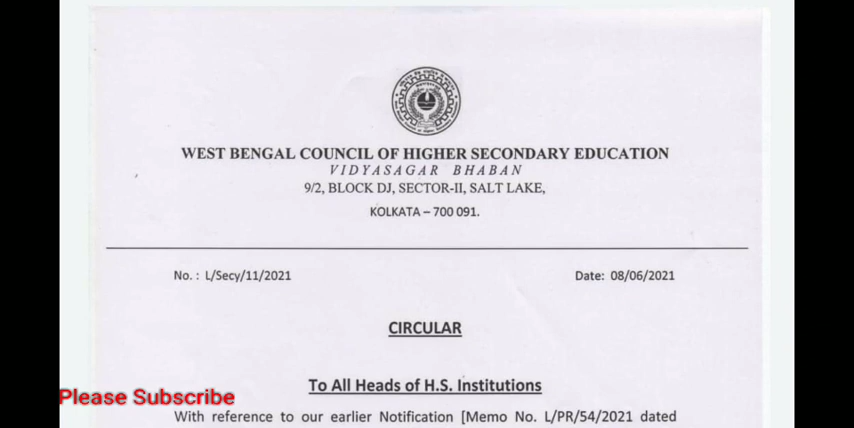 WEST BENGAL COUNCIL OF HIGHER SECONDARY EDUCATION
VIDYASAGAR BHABAN
9/2, BLOCK DJ, SECTOR-II, SALT LAKE,
KOLKATA – 700 091.
No. : L/Secy/11/2021 Date: 08/06/2021
CIRCULAR
To All Heads of H.S. Institutions
Please Subscribe
With reference to our earlier Notification [Memo No. L/PR/54/2021 dated